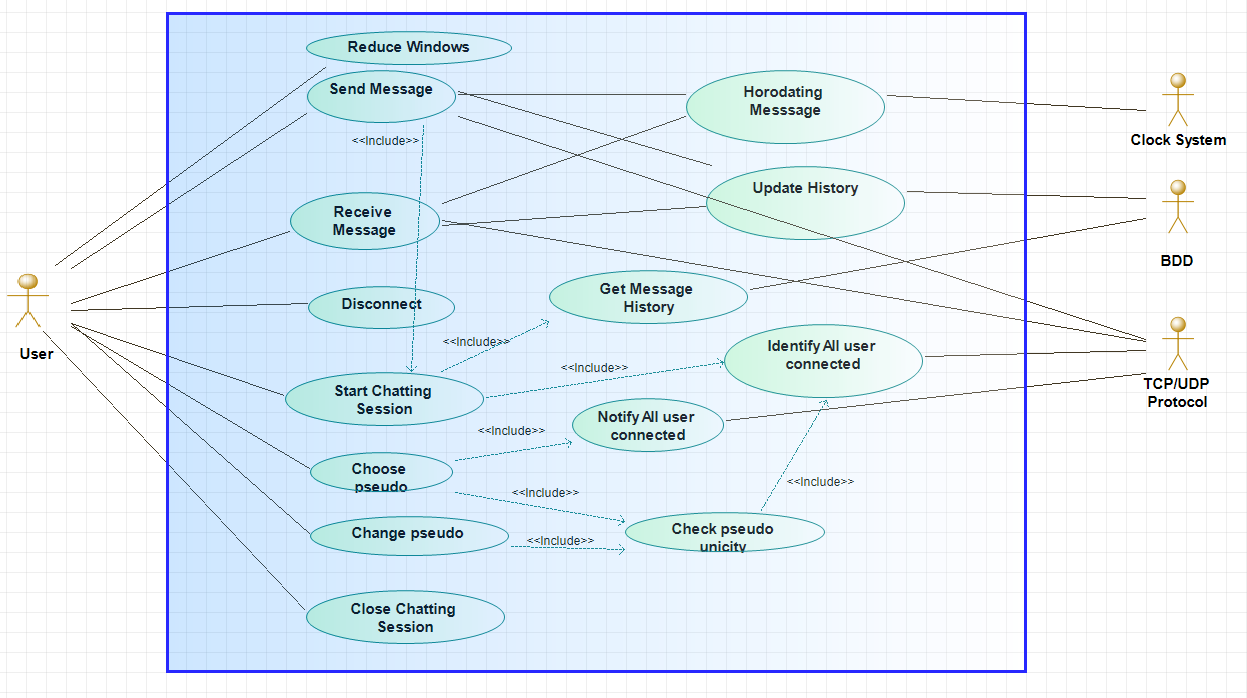 Reduce Windows
Send Message
Horodating
Messsage
<<Include>>
Clock System
Update History
Receive
Message
BDD
Get Message
History
Disconnect
User
<<Include>>
Identify All user
connected
<<Include>>
TCP/UDP
Protocol
Start Chatting
Session
Notify All user
connected
<<Include>>
Choose
pseudo
<<Include>>
<<Include>>
Change pseudo
<<Include>>
Check pseudo
unicity
Close Chatting
Session